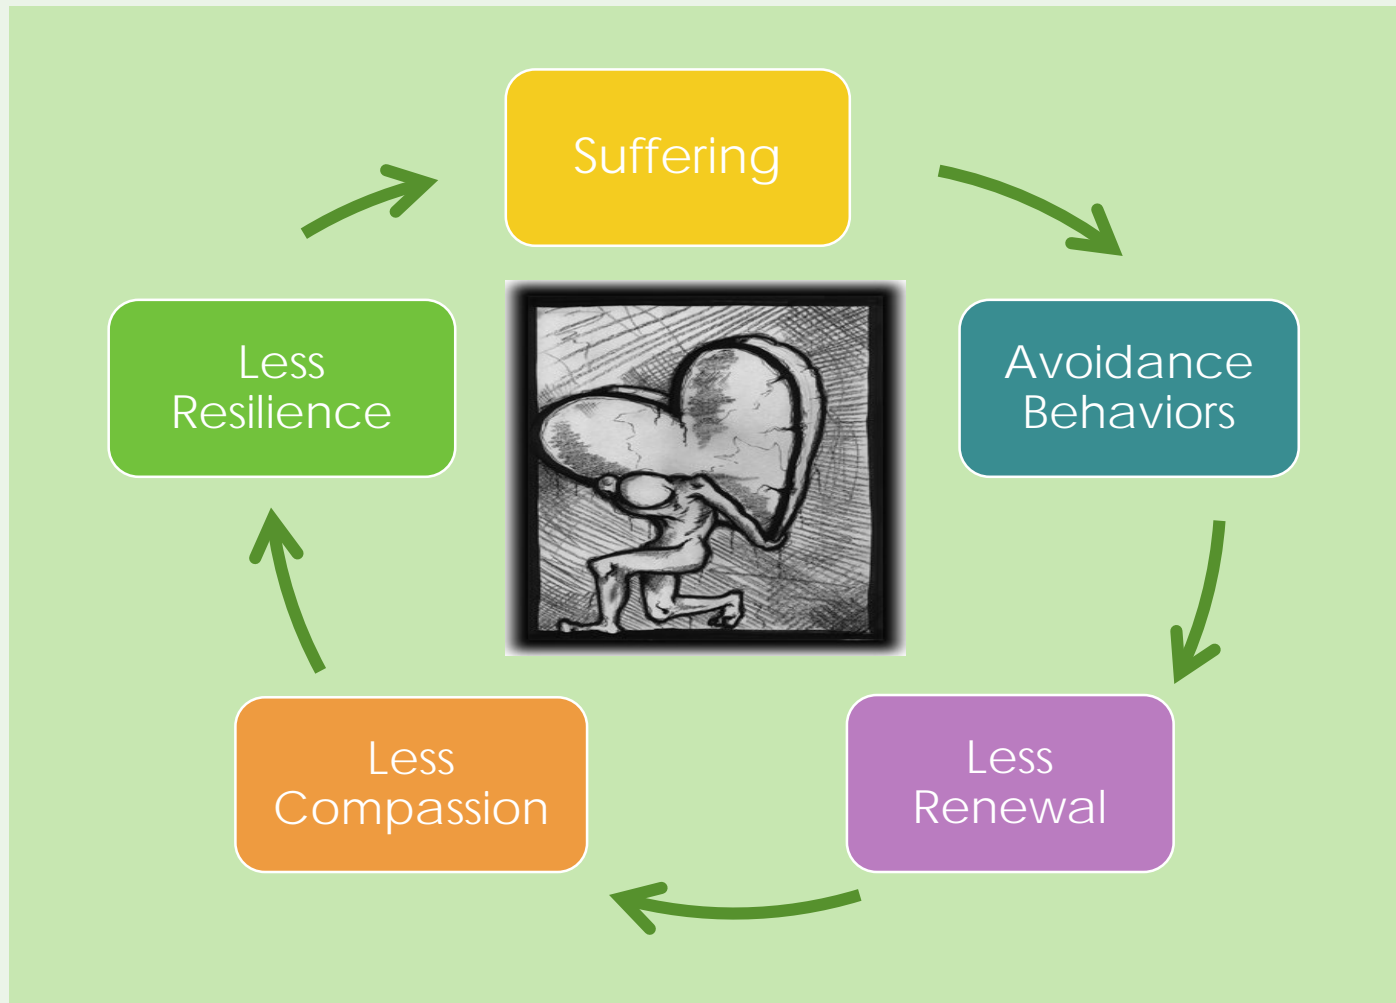 Suffering
Avoidance
Behaviors
Less
Renewal
Less
Compassion
Less
Resilience